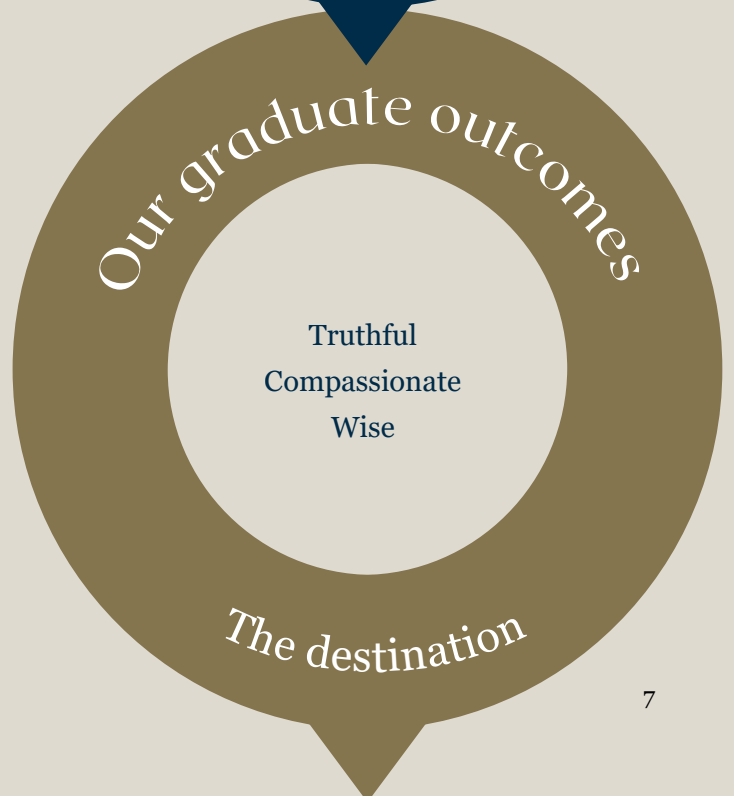 Our graduate outcomes
Truthful
Compassionate
Wise
The destination
7